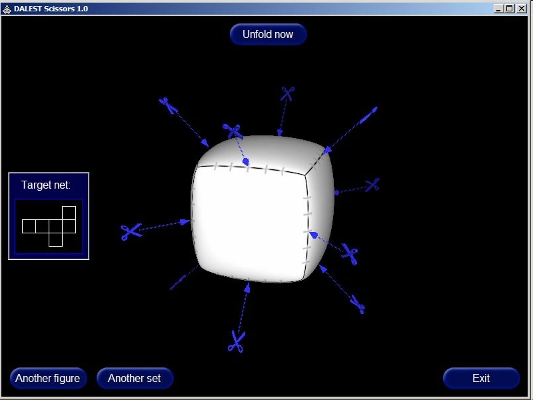 DALEST Scissors 1.0
Unfold now
Target net:
Another figure
Another set
Exit